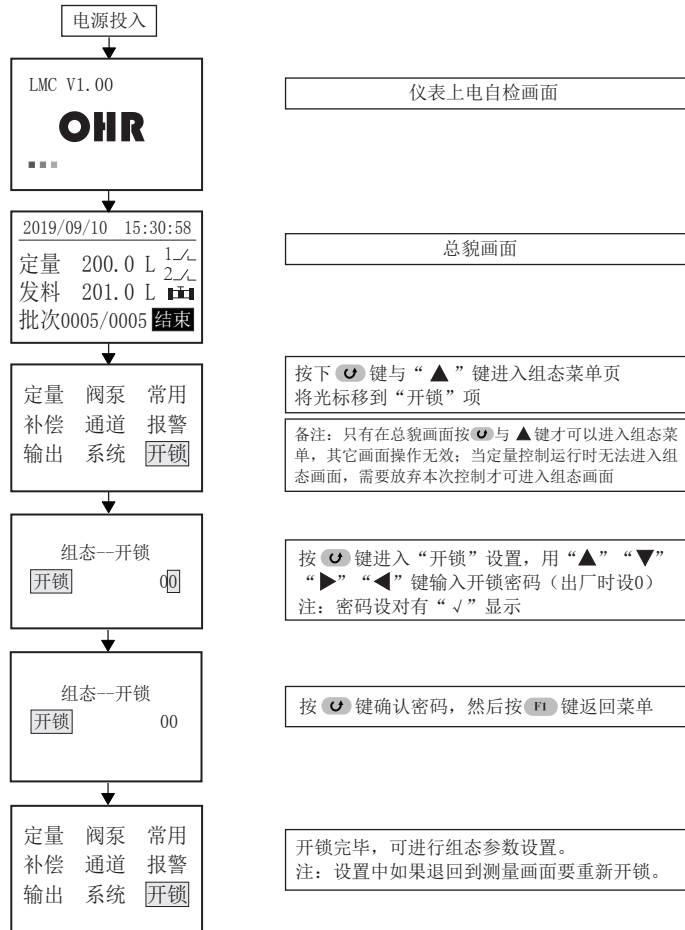 电源投入
LMC V1.00
OHR
仪表上电自检画面
2019/09/10 15:30:58
定量 200.0 L 1
2
发料 201.0 L
批次0005/0005 结束
总貌画面
定量 阀泵 常用
补偿 通道 报警
输出 系统 开锁
按下 键与“▲”键进入组态菜单页
将光标移到“开锁”项
备注：只有在总貌画面按 与 ▲键才可以进入组态菜
单，其它画面操作无效；当定量控制运行时无法进入组
态画面，需要放弃本次控制才可进入组态画面
组态--开锁
开锁 00
按 键进入“开锁”设置，用“▲”“▼”
“▶”“◀”键输入开锁密码（出厂时设0）
注：密码设对有“√”显示
组态--开锁
开锁 00
按 键确认密码，然后按 F1 键返回菜单
定量 阀泵 常用
补偿 通道 报警
输出 系统 开锁
开锁完毕，可进行组态参数设置。
注：设置中如果退回到测量画面要重新开锁。